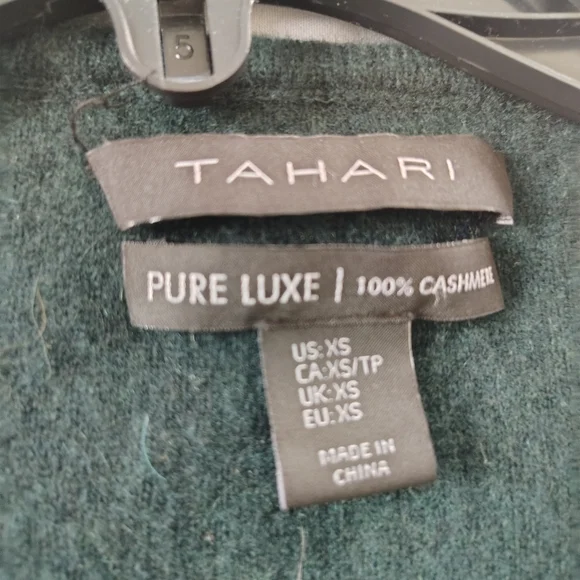 5
TAHARI
PURE LUXE / 100% CASHMERE
US:XS
CA:XS/TP
UK:XS
EU:XS
MADE IN
CHINA